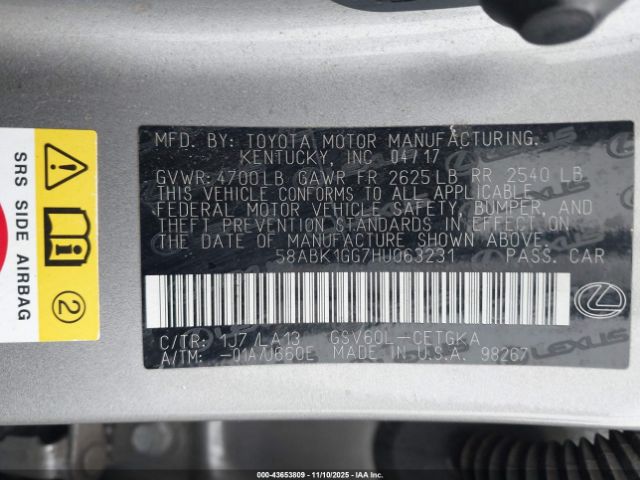 MFD. BY: TOYOTA MOTOR MANUFACTURING.
KENTUCKY, INC 04/17
GVWR: 4700LB GAWR FR 2625LB RR 2540 LB
THIS VEHICLE CONFORMS TO ALL APPLICABLE
FEDERAL MOTOR VEHICLE SAFETY, BUMPER, AND
THEFT PREVENTION STANDARDS IN EFFECT ON
THE DATE OF MANUFACTURE SHOWN ABOVE.
58ABK1GG7HU063231 PASS. CAR
C/TR: 1J7/LA13 GSV60L-CETGKA
A/TM: -01A/U660E MADE IN U.S.A. 98267
LEXUS
SRS SIDE AIRBAG
2
00-43653809 - 11/10/2025 - IAA Inc.